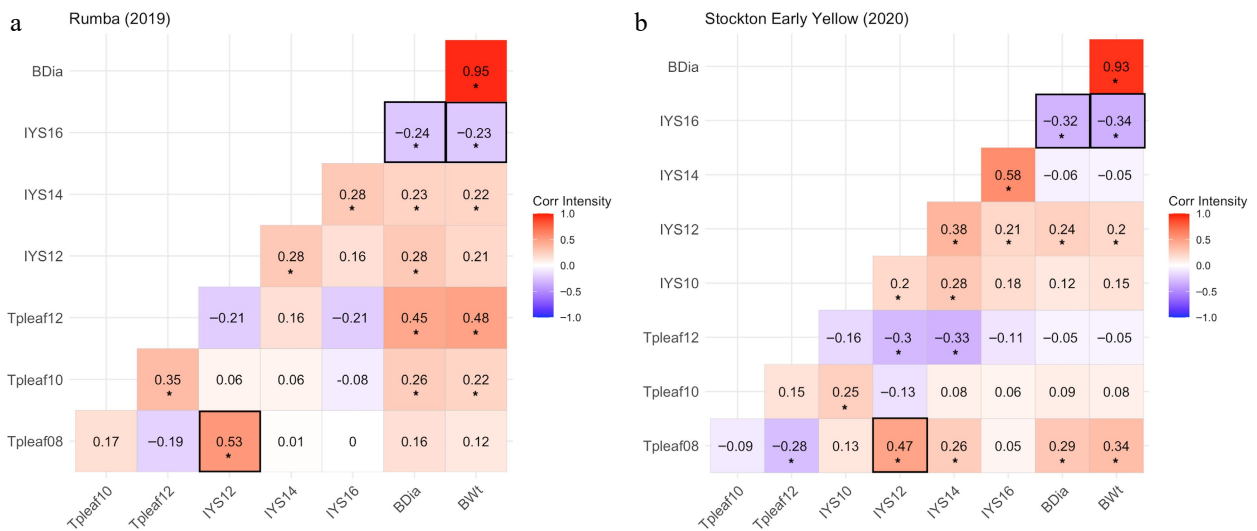 a
Rumba (2019)
BDia
0.95
*
IYS16
−0.24 −0.23
* *
IYS14
0.28 0.23 0.22
* * *
IYS12
0.28 0.16 0.28 0.21
* *
Tpleaf12
−0.21 0.16 −0.21 0.45 0.48
* *
Tpleaf10
0.35 0.06 0.06 -0.08 0.26 0.22
* * *
Tpleaf08
0.17 −0.19 0.53 0.01 0 0.16 0.12
*
Tpleaf10 Tpleaf12 IYS12 IYS14 IYS16 BDia BWt
Corr Intensity
1.0
0.5
0.0
−0.5
−1.0
b
Stockton Early Yellow (2020)
BDia
0.93
*
IYS16
−0.32 −0.34
* *
IYS14
0.58 −0.06 −0.05
*
IYS12
0.38 0.21 0.24 0.2
* * * *
IYS10
0.2 0.28 0.18 0.12 0.15
* *
Tpleaf12
−0.16 −0.3 −0.33 −0.11 −0.05 −0.05
* *
Tpleaf10
0.15 0.25 −0.13 0.08 0.06 0.09 0.08
*
Tpleaf08
−0.09 −0.28 0.13 0.47 0.26 0.05 0.29 0.34
* * * * *
Tpleaf10 Tpleaf12 IYS10 IYS12 IYS14 IYS16 BDia BWt
Corr Intensity
1.0
0.5
0.0
−0.5
−1.0